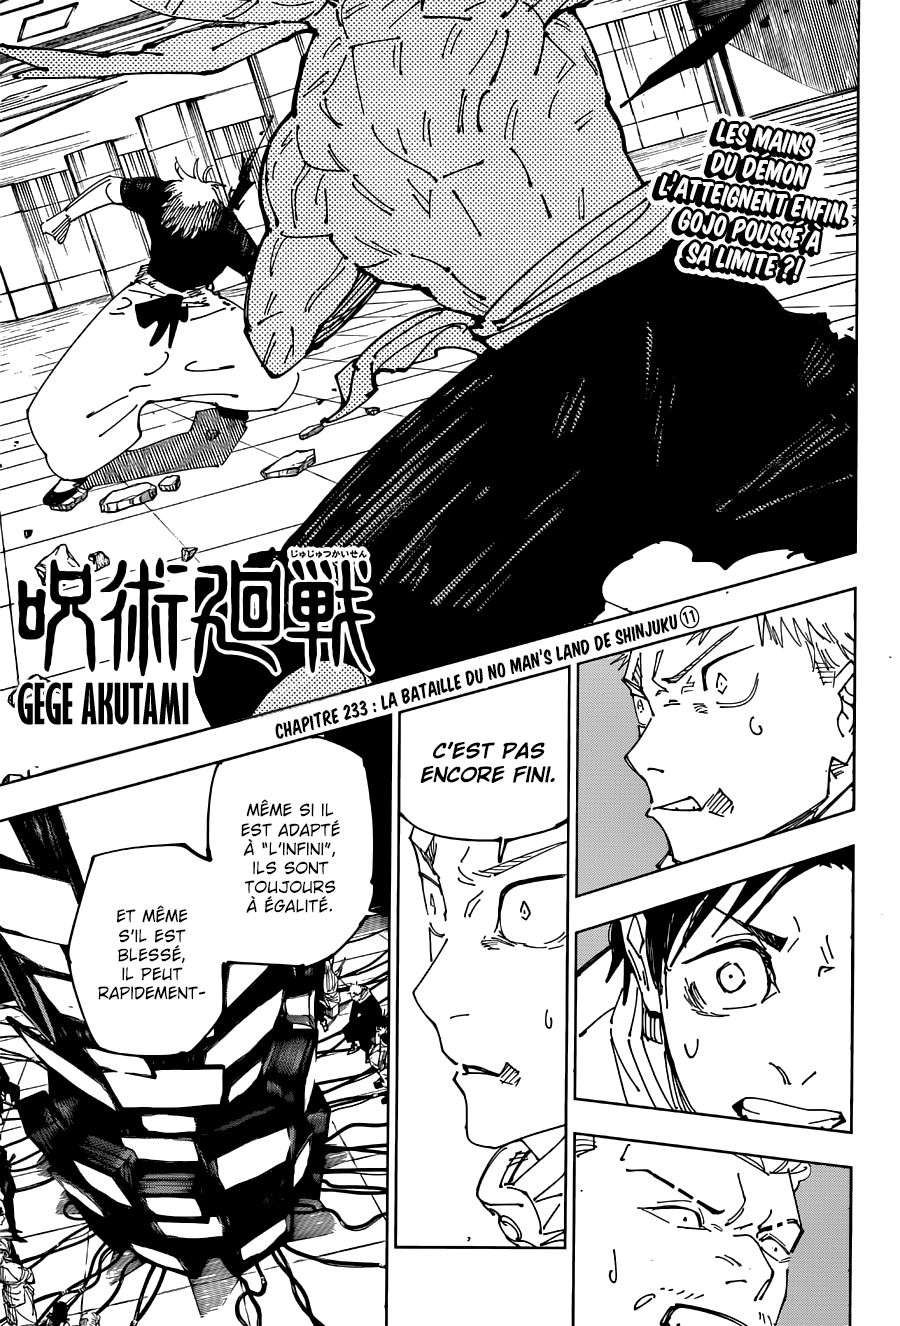 LES MAINS
DU DÉMON
L'ATTEIGNENT ENFIN.
GOJO POUSSÉ À
SA LIMITE ?!
じゅじゅつかいせん
呪術廻戦
GEGE AKUTAMI
CHAPITRE 233 : LA BATAILLE DU NO MAN'S LAND DE SHINJUKU ⑪
C'EST PAS
ENCORE FINI.
MÊME SI IL
EST ADAPTÉ
À "L'INFINI",
ILS SONT
TOUJOURS
À ÉGALITÉ.
ET MÊME
S'IL EST
BLESSÉ,
IL PEUT
RAPIDEMENT-